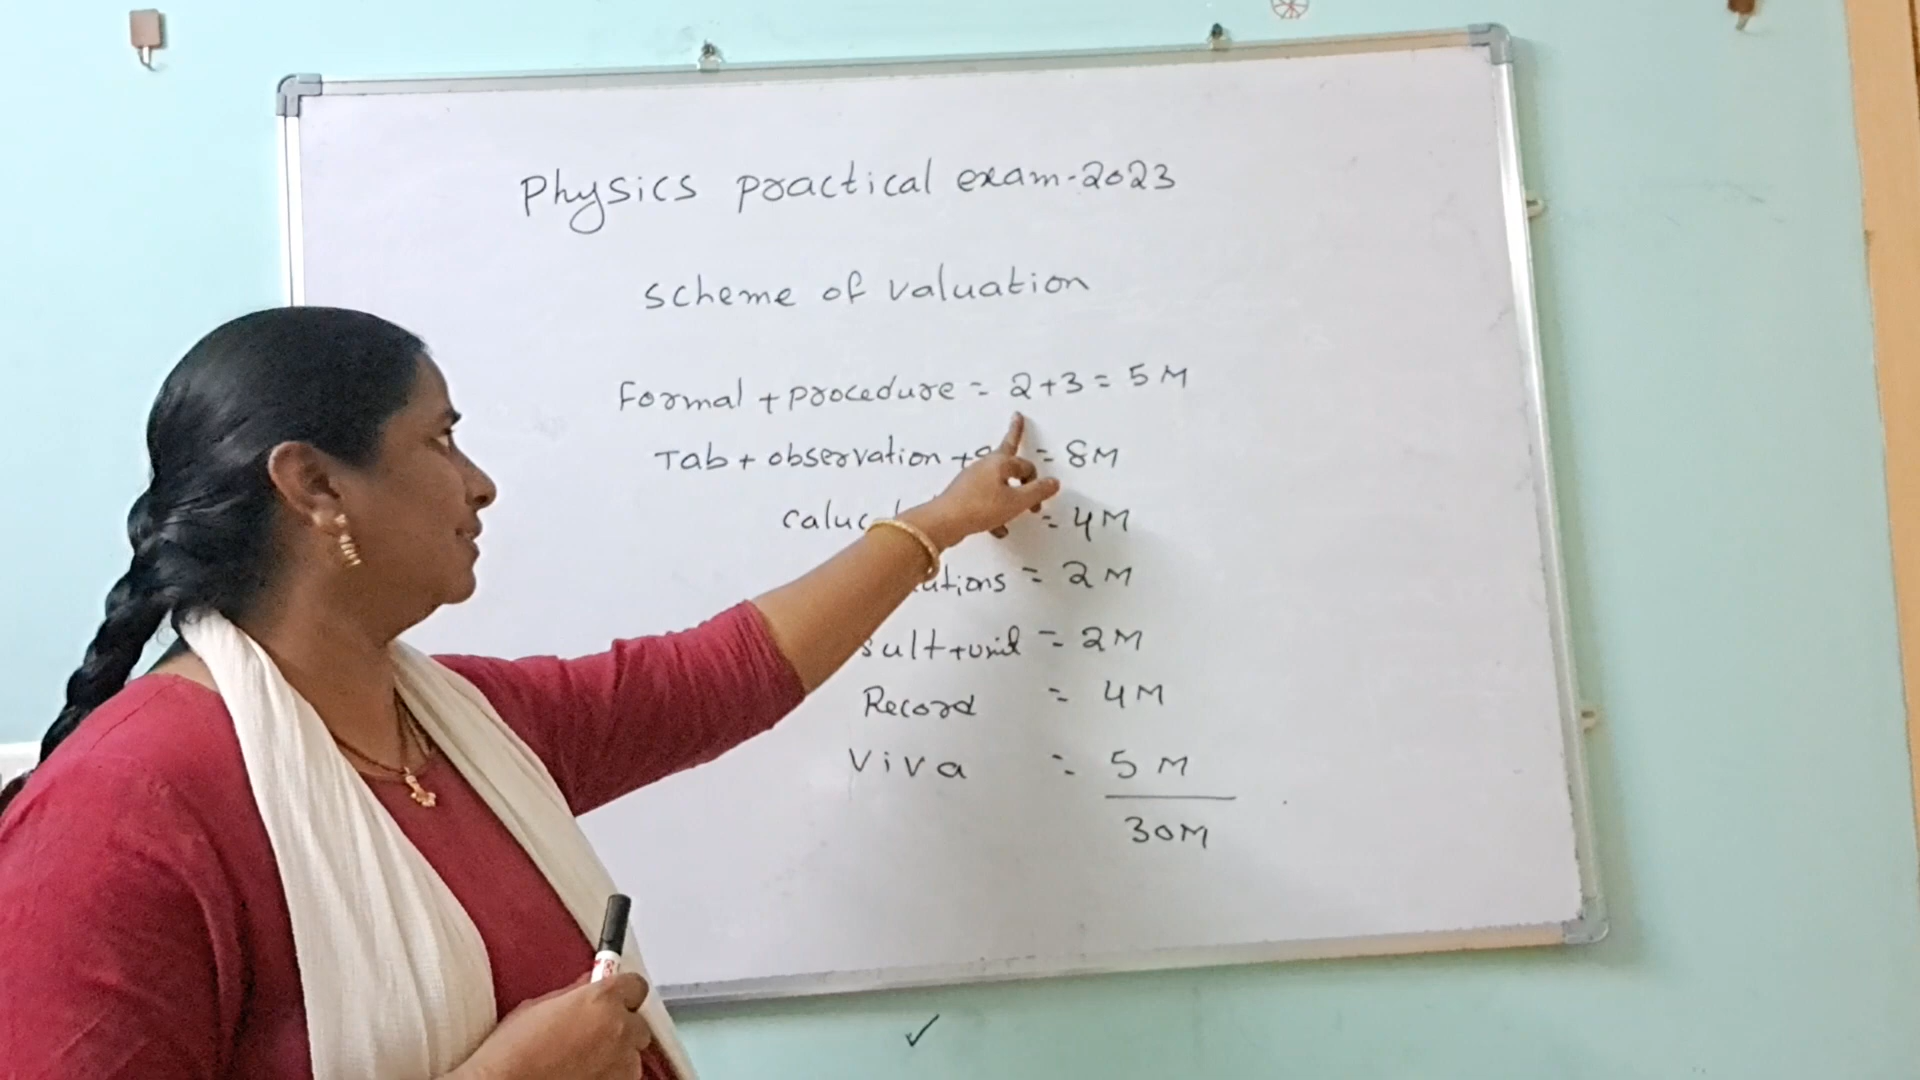 Physics practical exam-2023
scheme of valuation
Formal + procedure = 2+3 = 5M
Tab + observation + = 8M
= 4M
= 2M
+unit = 2M
Record = 4M
Viva = 5M
30M